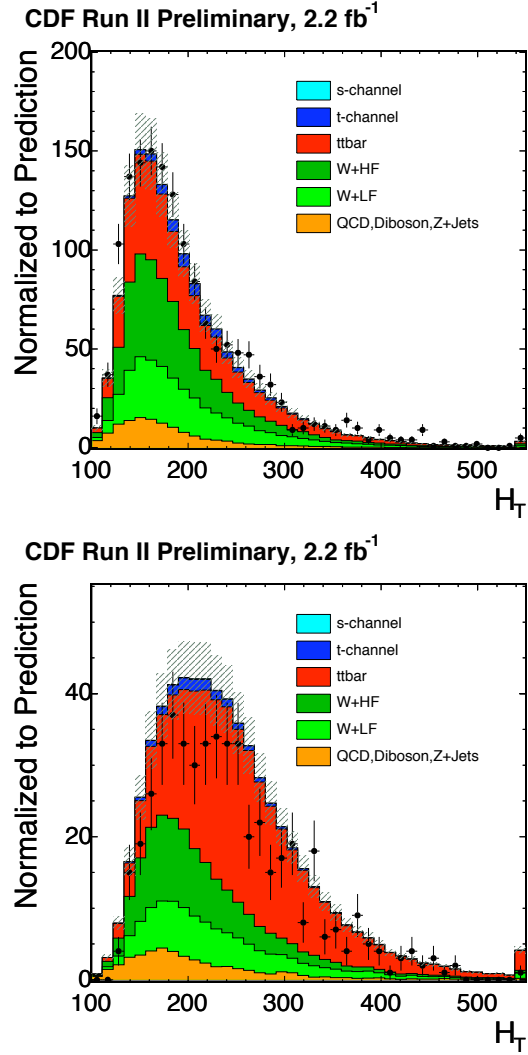 CDF Run II Preliminary, 2.2 fb⁻¹
Normalized to Prediction
200
150
100
50
0
s-channel
t-channel
ttbar
W+HF
W+LF
QCD,Diboson,Z+Jets
100 200 300 400 500
H_T
CDF Run II Preliminary, 2.2 fb⁻¹
Normalized to Prediction
40
20
0
s-channel
t-channel
ttbar
W+HF
W+LF
QCD,Diboson,Z+Jets
100 200 300 400 500
H_T